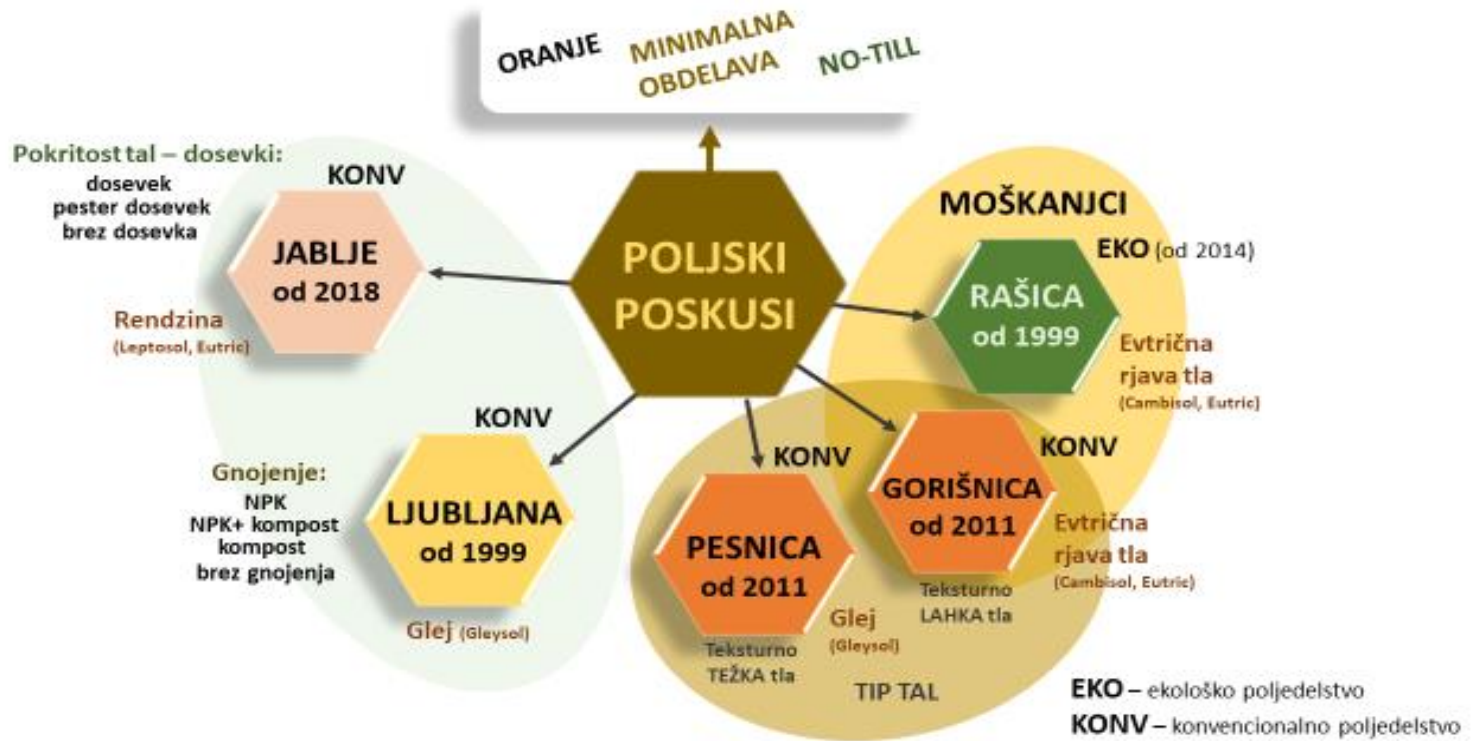 ORANJE
MINIMALNA
OBDELAVA
NO-TILL
Pokritost tal – dosevki:
dosevek
pester dosevek
brez dosevka
KONV
JABLJE
od 2018
Rendzina
(Leptosol, Eutric)
POLJSKI
POSKUSI
MOŠKANJCI
EKO (od 2014)
RAŠICA
od 1999
Evtrična
rjava tla
(Cambisol, Eutric)
KONV
Gnojenje:
NPK
NPK+ kompost
kompost
brez gnojenja
LJUBLJANA
od 1999
Glej (Gleysol)
KONV
PESNICA
od 2011
Glej
(Gleysol)
Teksturno
TEŽKA tla
KONV
GORIŠNICA
od 2011
Evtrična
rjava tla
(Cambisol, Eutric)
Teksturno
LAHKA tla
TIP TAL
EKO – ekološko poljedelstvo
KONV – konvencionalno poljedelstvo